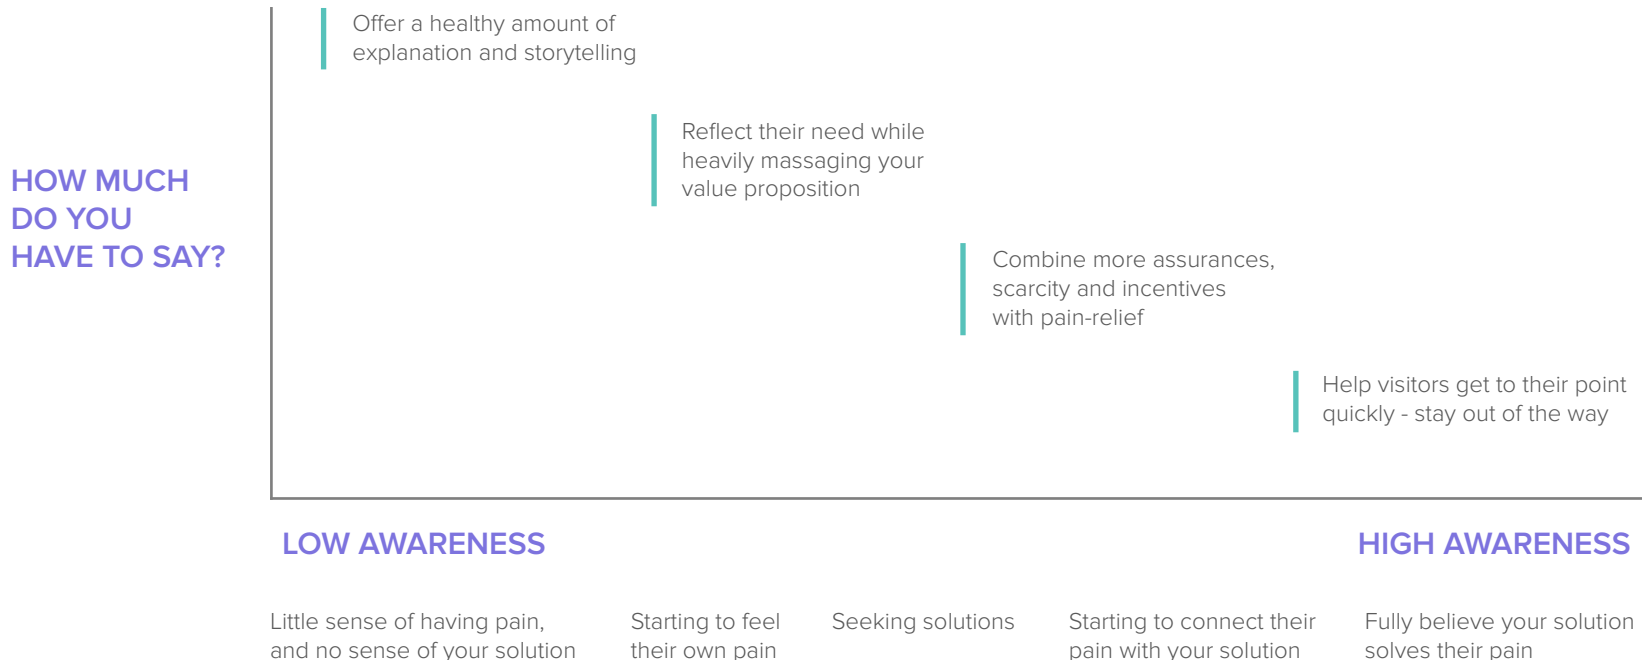 Offer a healthy amount of
explanation and storytelling
Reflect their need while
heavily massaging your
value proposition
HOW MUCH
DO YOU
HAVE TO SAY?
Combine more assurances,
scarcity and incentives
with pain-relief
Help visitors get to their point
quickly - stay out of the way
LOW AWARENESS
HIGH AWARENESS
Little sense of having pain,
and no sense of your solution
Starting to feel
their own pain
Seeking solutions
Starting to connect their
pain with your solution
Fully believe your solution
solves their pain